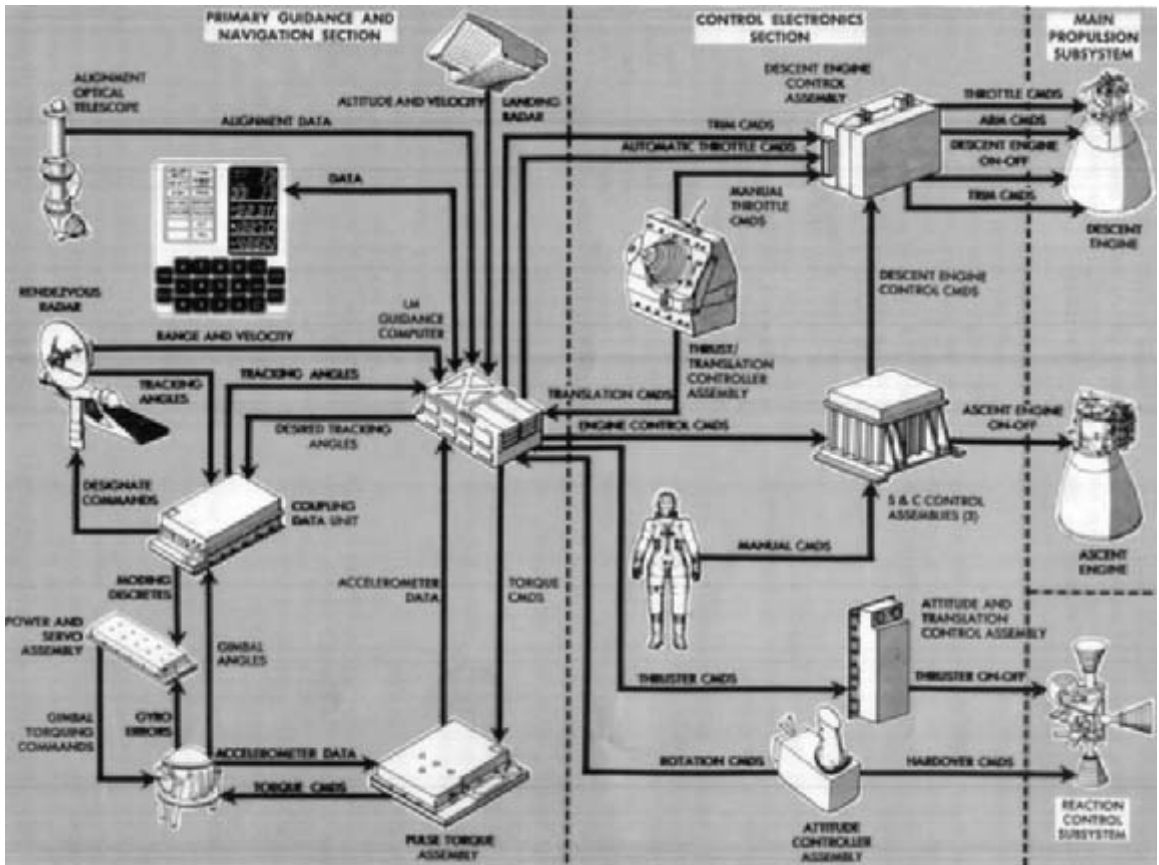 PRIMARY GUIDANCE AND
NAVIGATION SECTION
CONTROL ELECTRONICS
SECTION
MAIN
PROPULSION
SUBSYSTEM
ALIGNMENT
OPTICAL
TELESCOPE
ALTITUDE AND VELOCITY
LANDING
RADAR
DESCENT ENGINE
CONTROL
ASSEMBLY
THROTTLE CMDS
ALIGNMENT DATA
TRIM CMDS
ARM CMDS
AUTOMATIC THROTTLE CMDS
DESCENT ENGINE
ON-OFF
DATA
MANUAL
THROTTLE
CMDS
TRIM CMDS
DESCENT
ENGINE
RENDEZVOUS
RADAR
LM
GUIDANCE
COMPUTER
DESCENT ENGINE
CONTROL CMDS
RANGE AND VELOCITY
THRUST/
TRANSLATION
CONTROLLER
ASSEMBLY
TRACKING
ANGLES
TRACKING ANGLES
TRANSLATION CMDS
ASCENT ENGINE
ON-OFF
DESIRED TRACKING
ANGLES
ENGINE CONTROL CMDS
DESIGNATE
COMMANDS
COUPLING
DATA UNIT
S & C CONTROL
ASSEMBLIES (3)
MANUAL CMDS
ASCENT
ENGINE
MODING
DISCRETES
ACCELEROMETER
DATA
TORQUE
CMDS
POWER AND
SERVO
ASSEMBLY
GIMBAL
ANGLES
ATTITUDE AND
TRANSLATION
CONTROL ASSEMBLY
THRUSTER CMDS
THRUSTER ON-OFF
GIMBAL
TORQUING
COMMANDS
GYRO
ERRORS
ACCELEROMETER DATA
ROTATION CMDS
HARDOVER CMDS
TORQUE CMDS
PULSE TORQUE
ASSEMBLY
ATTITUDE
CONTROLLER
ASSEMBLY
REACTION
CONTROL
SUBSYSTEM